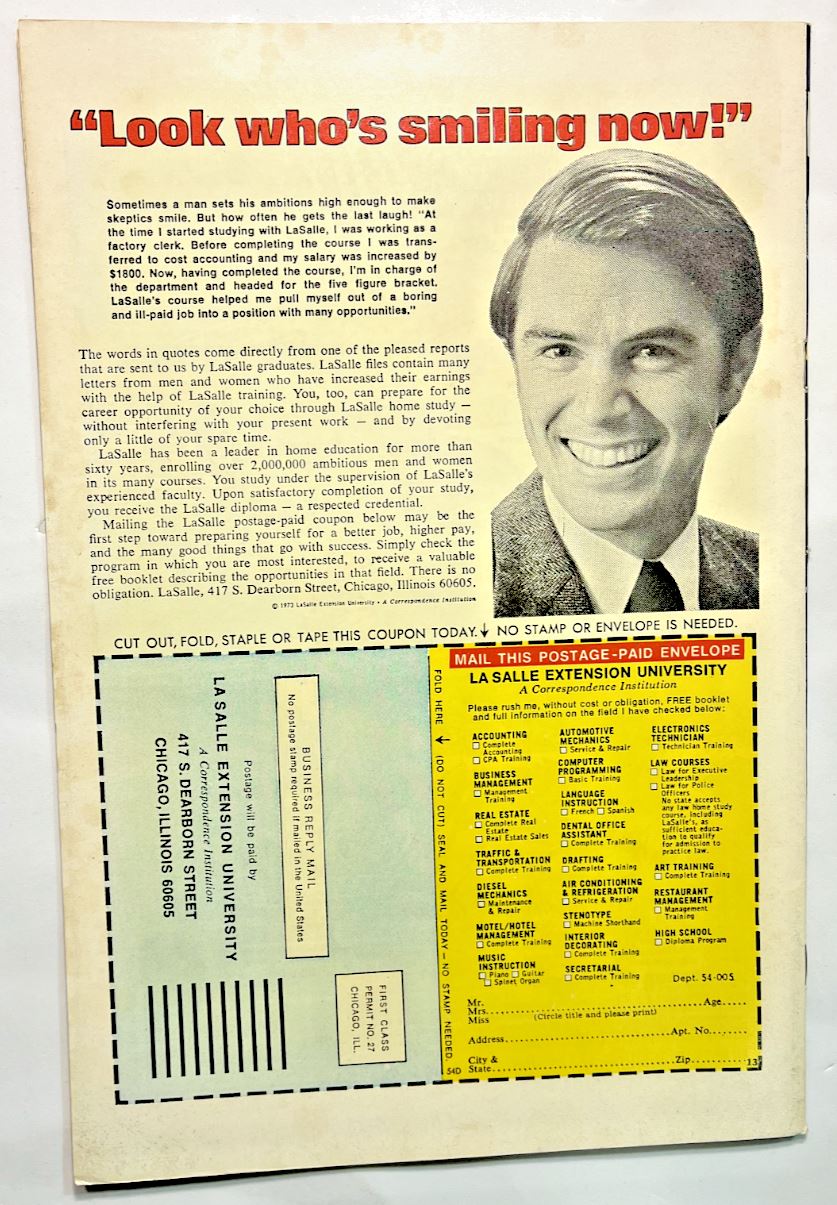 “Look who’s smiling now!”
Sometimes a man sets his ambitions high enough to make
skeptics smile. But how often he gets the last laugh! “At
the time I started studying with LaSalle, I was working as a
factory clerk. Before completing the course I was trans-
ferred to cost accounting and my salary was increased by
$1800. Now, having completed the course, I’m in charge of
the department and headed for the five figure bracket.
LaSalle’s course helped me pull myself out of a boring
and ill-paid job into a position with many opportunities.”
The words in quotes come directly from one of the pleased reports
that are sent to us by LaSalle graduates. LaSalle files contain many
letters from men and women who have increased their earnings
with the help of LaSalle training. You, too, can prepare for the
career opportunity of your choice through LaSalle home study —
without interfering with your present work — and by devoting
only a little of your spare time.
LaSalle has been a leader in home education for more than
sixty years, enrolling over 2,000,000 ambitious men and women
in its many courses. You study under the supervision of LaSalle’s
experienced faculty. Upon satisfactory completion of your study,
you receive the LaSalle diploma — a respected credential.
Mailing the LaSalle postage-paid coupon below may be the
first step toward preparing yourself for a better job, higher pay,
and the many good things that go with success. Simply check the
program in which you are most interested, to receive a valuable
free booklet describing the opportunities in that field. There is no
obligation. LaSalle, 417 S. Dearborn Street, Chicago, Illinois 60605.
© 1973 LaSalle Extension University • A Correspondence Institution
CUT OUT, FOLD, STAPLE OR TAPE THIS COUPON TODAY. ↓ NO STAMP OR ENVELOPE IS NEEDED.
BUSINESS REPLY MAIL
No postage stamp required if mailed in the United States
Postage will be paid by
LA SALLE EXTENSION UNIVERSITY
A Correspondence Institution
417 S. DEARBORN STREET
CHICAGO, ILLINOIS 60605
FIRST CLASS
PERMIT NO. 27
CHICAGO, ILL.
FOLD HERE → (DO NOT CUT) SEAL AND MAIL TODAY — NO STAMP NEEDED.
MAIL THIS POSTAGE-PAID ENVELOPE
LA SALLE EXTENSION UNIVERSITY
A Correspondence Institution
Please rush me, without cost or obligation, FREE booklet
and full information on the field I have checked below:
ACCOUNTING
☐ Complete
Accounting
☐ CPA Training
BUSINESS
MANAGEMENT
☐ Management
Training
REAL ESTATE
☐ Complete Real
Estate
☐ Real Estate Sales
TRAFFIC &
TRANSPORTATION
☐ Complete Training
DIESEL
MECHANICS
☐ Maintenance
& Repair
MOTEL/HOTEL
MANAGEMENT
☐ Complete Training
MUSIC
INSTRUCTION
☐ Piano ☐ Guitar
☐ Spinet Organ
AUTOMOTIVE
MECHANICS
☐ Service & Repair
COMPUTER
PROGRAMMING
☐ Basic Training
LANGUAGE
INSTRUCTION
☐ French ☐ Spanish
DENTAL OFFICE
ASSISTANT
☐ Complete Training
DRAFTING
☐ Complete Training
AIR CONDITIONING
& REFRIGERATION
☐ Service & Repair
STENOTYPE
☐ Machine Shorthand
INTERIOR
DECORATING
☐ Complete Training
SECRETARIAL
☐ Complete Training
ELECTRONICS
TECHNICIAN
☐ Technician Training
LAW COURSES
☐ Law for Executive
Leadership
☐ Law for Police
Officers
No state accepts
any law home study
course, including
LaSalle’s, as
sufficient educa-
tion to qualify
for admission to
practice law.
ART TRAINING
☐ Complete Training
RESTAURANT
MANAGEMENT
☐ Management
Training
HIGH SCHOOL
☐ Diploma Program
Dept. 54-005
Mr.
Mrs. Age
Miss
(Circle title and please print)
Address Apt. No.
City &
State Zip
54D
13